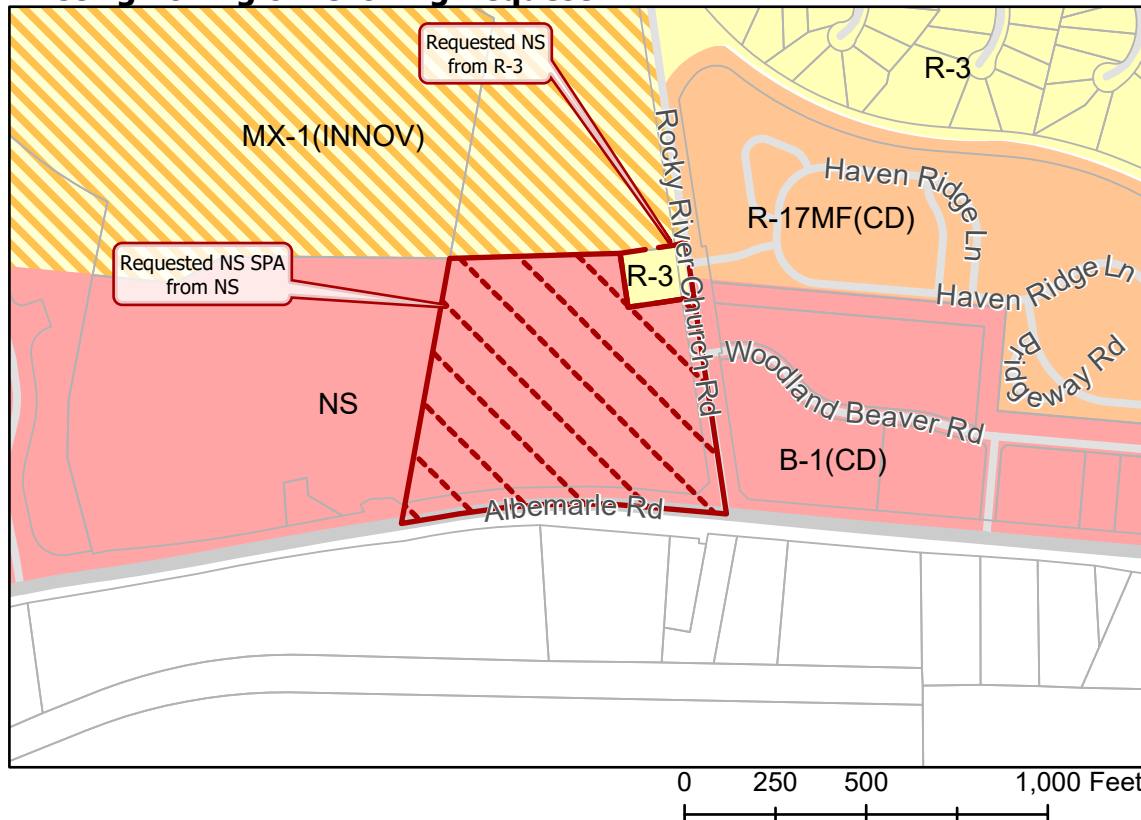 Requested NS
from R-3
R-3
MX-1(INNOV)
Rocky River Church Rd
Haven Ridge Ln
R-17MF(CD)
Requested NS SPA
from NS
R-3
Haven Ridge Ln
Bridgeway Rd
Woodland Beaver Rd
NS
B-1(CD)
Albemarle Rd
0 250 500 1,000 Feet